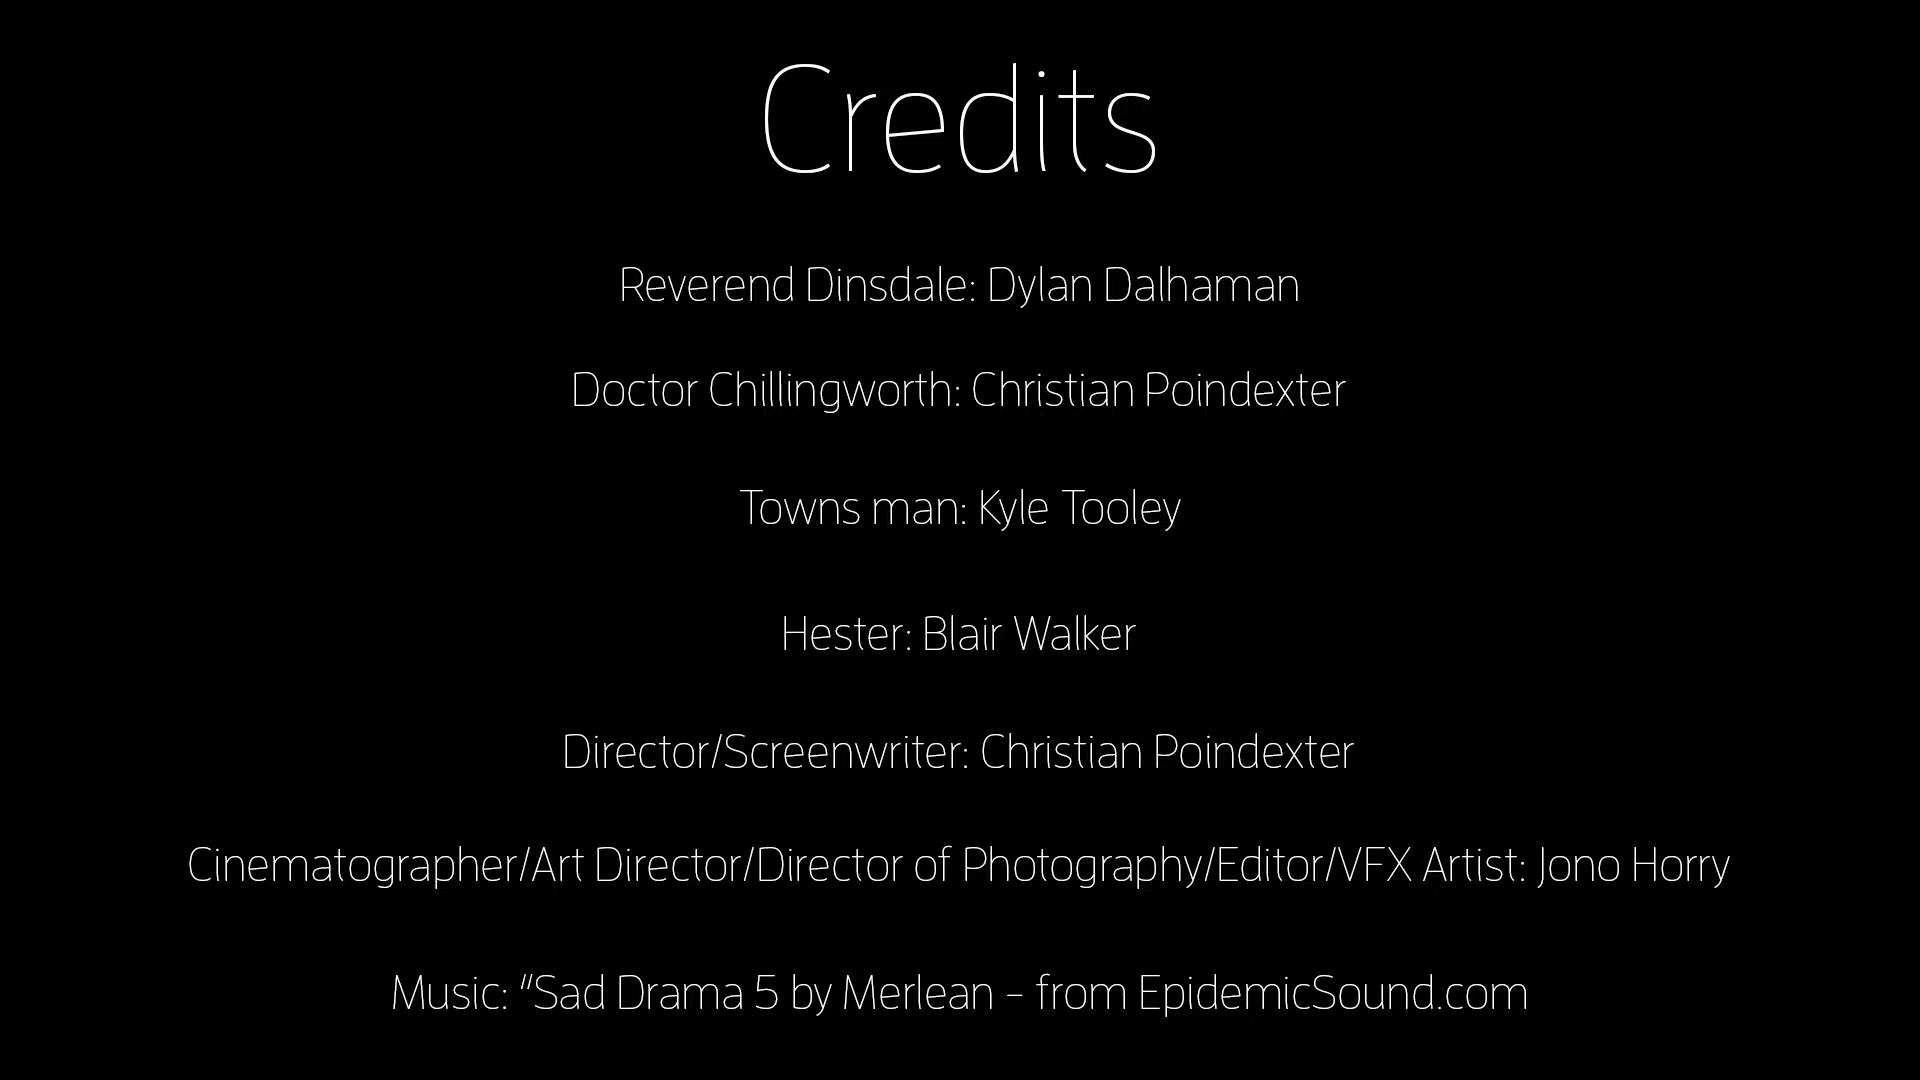 Credits
Reverend Dinsdale: Dylan Dalhaman
Doctor Chillingworth: Christian Poindexter
Towns man: Kyle Tooley
Hester: Blair Walker
Director/Screenwriter: Christian Poindexter
Cinematographer/Art Director/Director of Photography/Editor/VFX Artist: Jono Horry
Music: “Sad Drama 5 by Merlean – from EpidemicSound.com